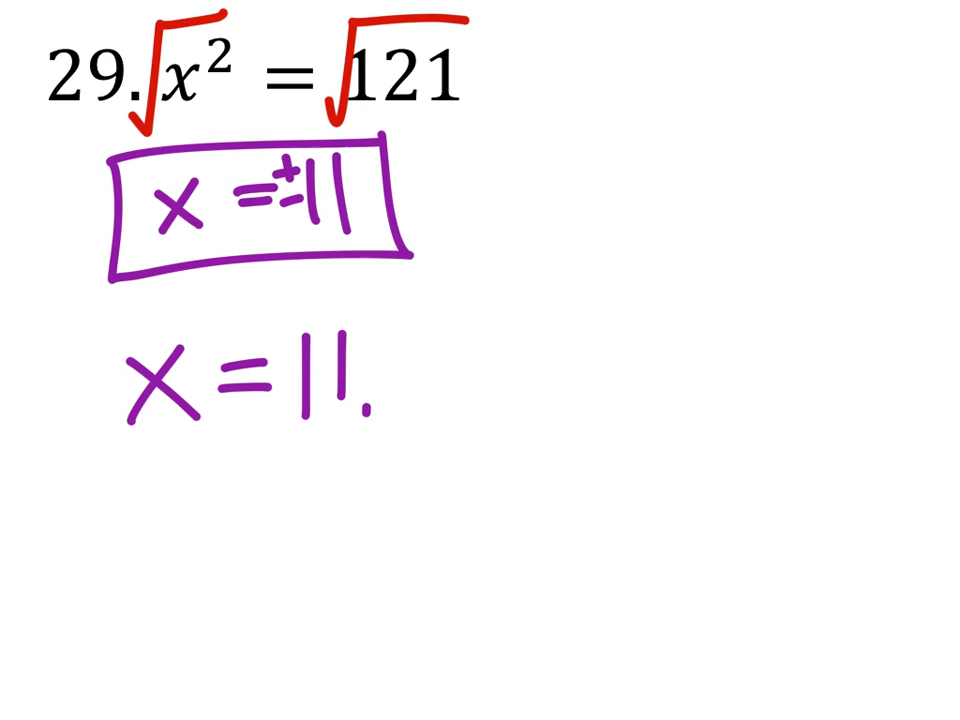 29. √x² = √121
x = ±11
x = 11.